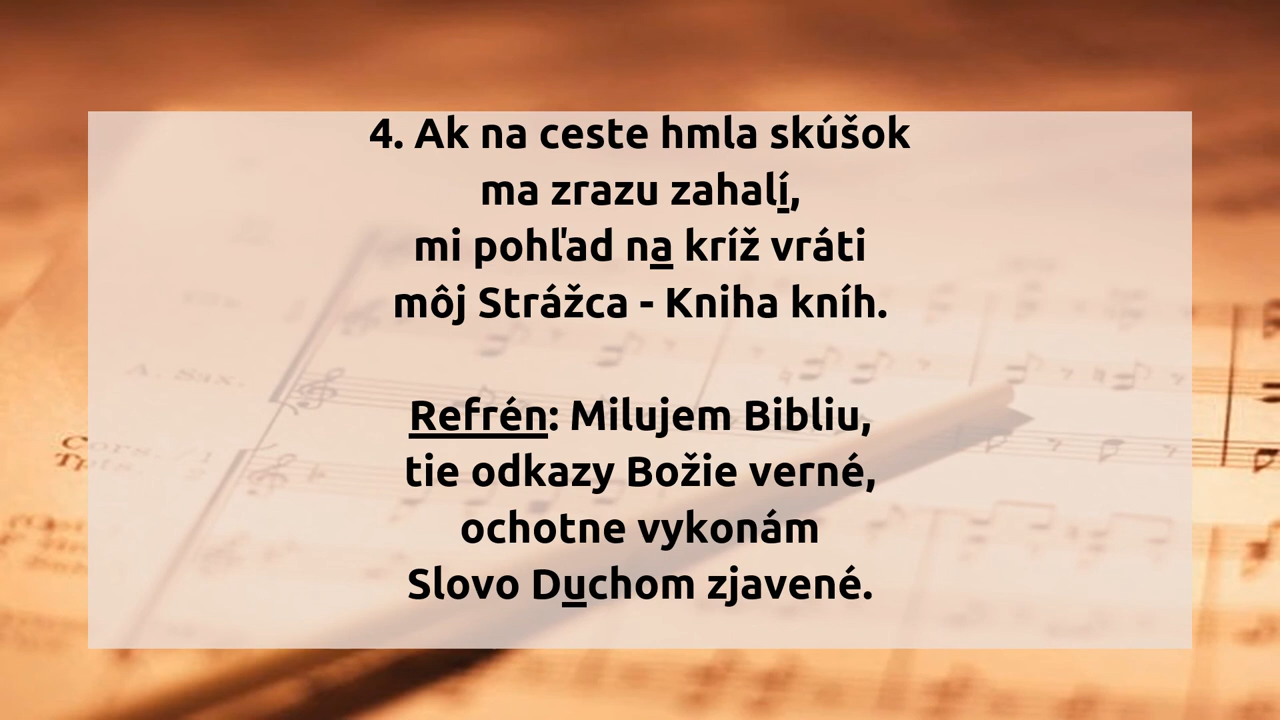 4. Ak na ceste hmla skúšok
ma zrazu zahalí,
mi pohľad na kríž vráti
môj Strážca - Kniha kníh.
Refrén: Milujem Bibliu,
tie odkazy Božie verné,
ochotne vykonám
Slovo Duchom zjavené.
A. Sax.